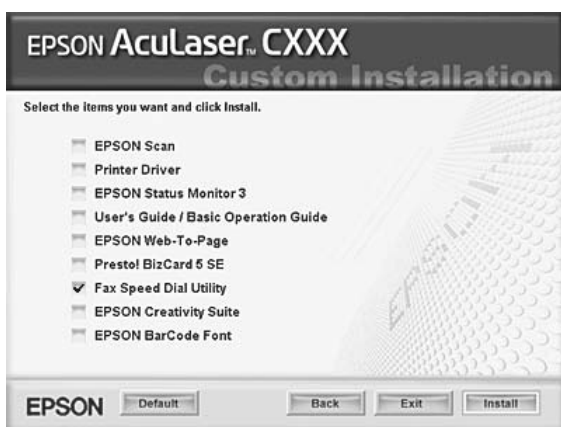 EPSON AcuLaser™ CXXX
Custom Installation
Select the items you want and click Install.
EPSON Scan
Printer Driver
EPSON Status Monitor 3
User's Guide / Basic Operation Guide
EPSON Web-To-Page
Presto! BizCard 5 SE
Fax Speed Dial Utility
EPSON Creativity Suite
EPSON BarCode Font
EPSON
EPSON Default Back Exit Install